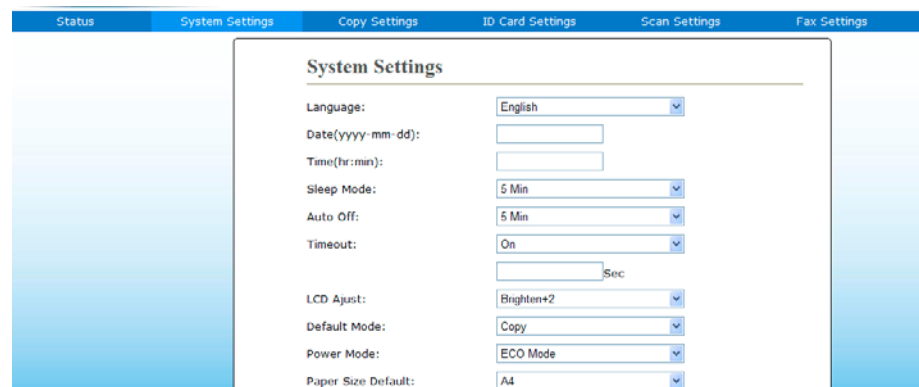 Status System Settings Copy Settings ID Card Settings Scan Settings Fax Settings
System Settings
Language: English
Date(yyyy-mm-dd):
Time(hr:min):
Sleep Mode: 5 Min
Auto Off: 5 Min
Timeout: On
Sec
LCD Ajust: Brighten+2
Default Mode: Copy
Power Mode: ECO Mode
Paper Size Default: A4